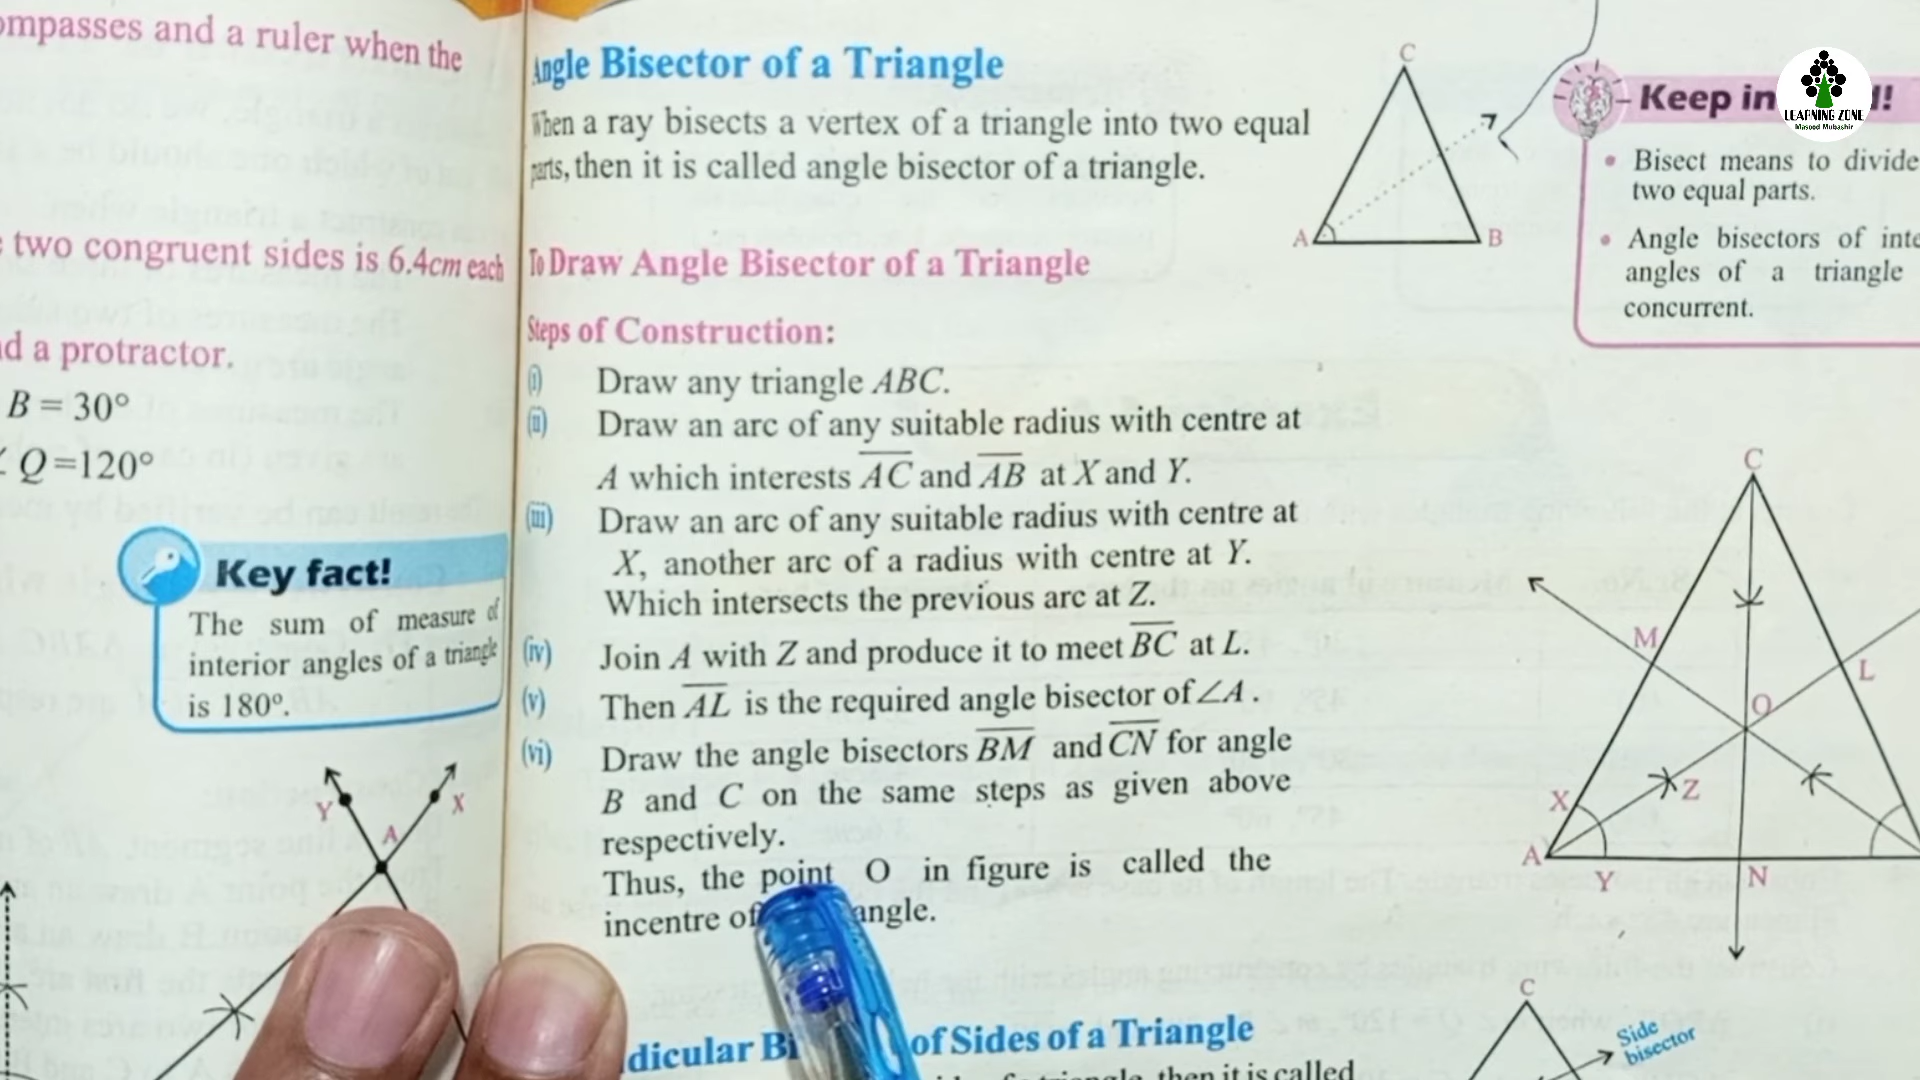 ompasses and a ruler when the
two congruent sides is 6.4cm each
d a protractor.
B = 30°
Q =120°
Key fact!
The sum of measure of
interior angles of a triangle
is 180°.
Y
X
A
Angle Bisector of a Triangle
When a ray bisects a vertex of a triangle into two equal
parts, then it is called angle bisector of a triangle.
To Draw Angle Bisector of a Triangle
Steps of Construction:
(i) Draw any triangle ABC.
(ii) Draw an arc of any suitable radius with centre at
A which interests AC and AB at X and Y.
(iii) Draw an arc of any suitable radius with centre at
X, another arc of a radius with centre at Y.
Which intersects the previous arc at Z.
(iv) Join A with Z and produce it to meet BC at L.
(v) Then AL is the required angle bisector of ∠A.
(vi) Draw the angle bisectors BM and CN for angle
B and C on the same steps as given above
respectively.
Thus, the point O in figure is called the
incentre of angle.
dicular Bi of Sides of a Triangle
then it is called
C
A
B
Keep in d!
LEARNING ZONE
Masood Mubashir
• Bisect means to divide
two equal parts.
• Angle bisectors of inte
angles of a triangle
concurrent.
C
M
L
O
X
Z
A
Y
N
C
Side
bisector